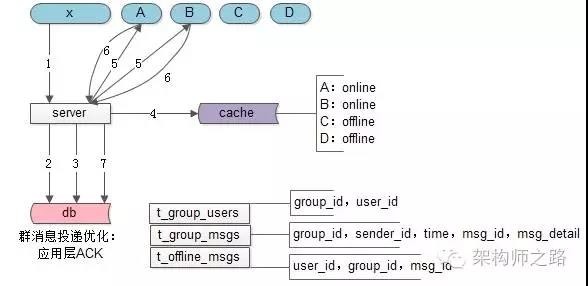 x
A
B
C
D
6
1
5
5
6
A：online
B：online
C：offline
D：offline
server
4
cache
2
3
7
db
群消息投递优化：
应用层ACK
t_group_users
group_id，user_id
t_group_msgs
group_id，sender_id，time，msg_id，msg_detail
t_offline_msgs
user_id，group_id，msg_id
架构师之路